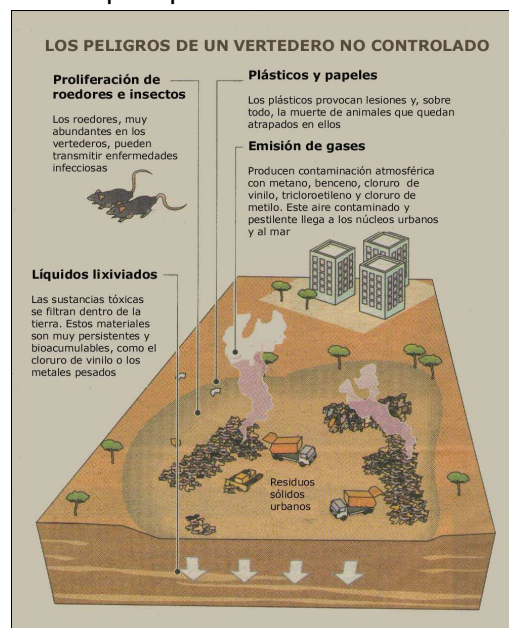 LOS PELIGROS DE UN VERTEDERO NO CONTROLADO
Proliferación de
roedores e insectos
Los roedores, muy
abundantes en los
vertederos, pueden
transmitir enfermedades
infecciosas
Plásticos y papeles
Los plásticos provocan lesiones y, sobre
todo, la muerte de animales que quedan
atrapados en ellos
Emisión de gases
Producen contaminación atmosférica
con metano, benceno, cloruro de
vinilo, tricloroetileno y cloruro de
metilo. Este aire contaminado y
pestilente llega a los núcleos urbanos
y al mar
Líquidos lixiviados
Las sustancias tóxicas
se filtran dentro de la
tierra. Estos materiales
son muy persistentes y
bioacumulables, como el
cloruro de vinilo o los
metales pesados
Residuos
sólidos
urbanos